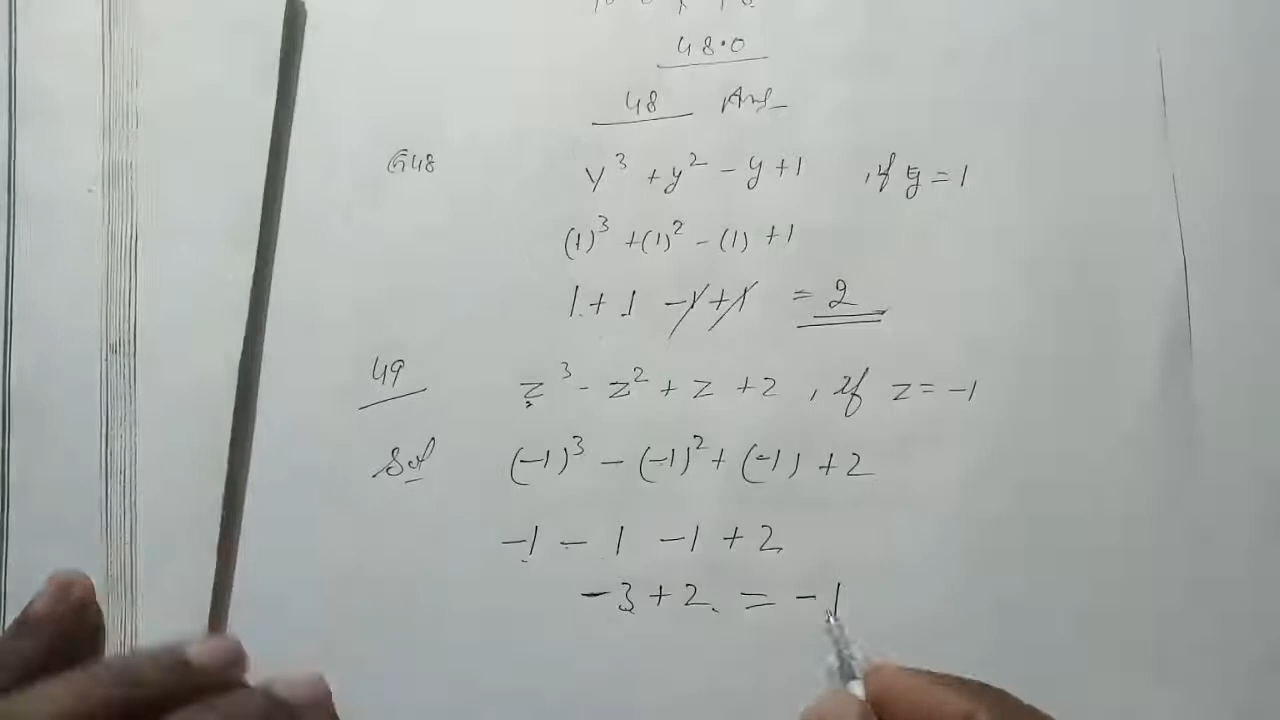 48.0
48 Ans
Q48 y³ + y² - y + 1 , if y = 1
(1)³ + (1)² - (1) + 1
1 + 1 - 1 + 1 = 2
49 z³ - z² + z + 2 , if z = -1
Sol (-1)³ - (-1)² + (-1) + 2
-1 - 1 -1 + 2
-3 + 2 = -1